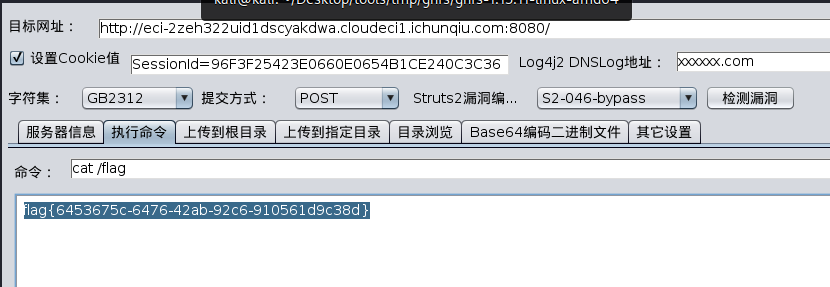 kali@kali: ~/Desktop/tools/tmp/gnirs/gnirs-1.15.11-linux-amd64
目标网址： http://eci-2zeh322uid1dscyakdwa.cloudeci1.ichunqiu.com:8080/
设置Cookie值 SessionId=96F3F25423E0660E0654B1CE240C3C36 Log4j2 DNSLog地址： xxxxxx.com
字符集： GB2312 提交方式： POST Struts2漏洞编... S2-046-bypass 检测漏洞
服务器信息 执行命令 上传到根目录 上传到指定目录 目录浏览 Base64编码二进制文件 其它设置
命令： cat /flag
flag{6453675c-6476-42ab-92c6-910561d9c38d}